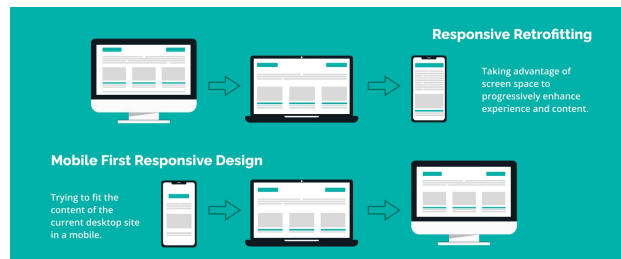 Responsive Retrofitting
Taking advantage of
screen space to
progressively enhance
experience and content.
Mobile First Responsive Design
Trying to fit the
content of the
current desktop site
in a mobile.